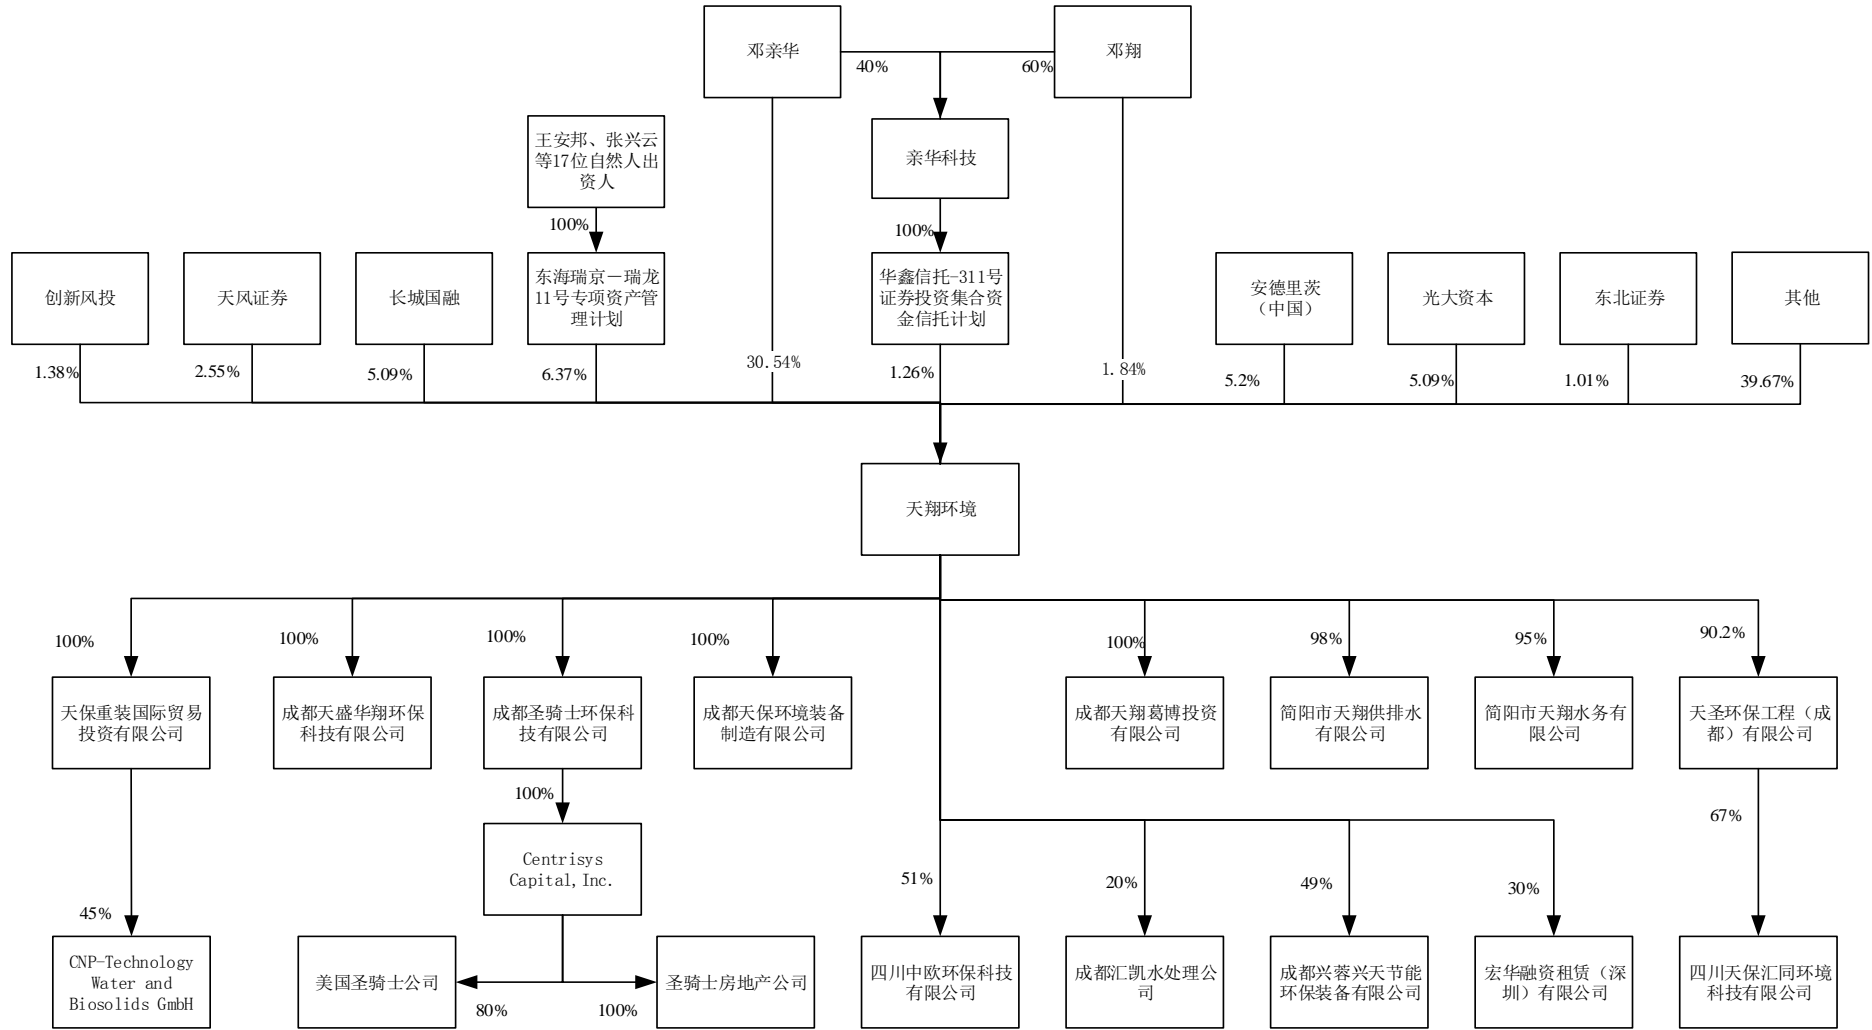 邓亲华
邓翔
40%
60%
王安邦、张兴云
等17位自然人出
资人
亲华科技
100%
100%
创新风投
天风证券
长城国融
东海瑞京－瑞龙
11号专项资产管
理计划
华鑫信托-311号
证券投资集合资
金信托计划
安德里茨
（中国）
光大资本
东北证券
其他
1.38%
2.55%
5.09%
6.37%
30.54%
1.26%
1.84%
5.2%
5.09%
1.01%
39.67%
天翔环境
100%
100%
100%
100%
100%
98%
95%
90.2%
天保重装国际贸易
投资有限公司
成都天盛华翔环保
科技有限公司
成都圣骑士环保科
技有限公司
成都天保环境装备
制造有限公司
成都天翔葛博投资
有限公司
简阳市天翔供排水
有限公司
简阳市天翔水务有
限公司
天圣环保工程（成
都）有限公司
100%
67%
Centrisys
Capital,Inc.
45%
51%
20%
49%
30%
CNP-Technology
Water and
Biosolids GmbH
美国圣骑士公司
80%
100%
圣骑士房地产公司
四川中欧环保科技
有限公司
成都汇凯水处理公
司
成都兴蓉兴天节能
环保装备有限公司
宏华融资租赁（深
圳）有限公司
四川天保汇同环境
科技有限公司